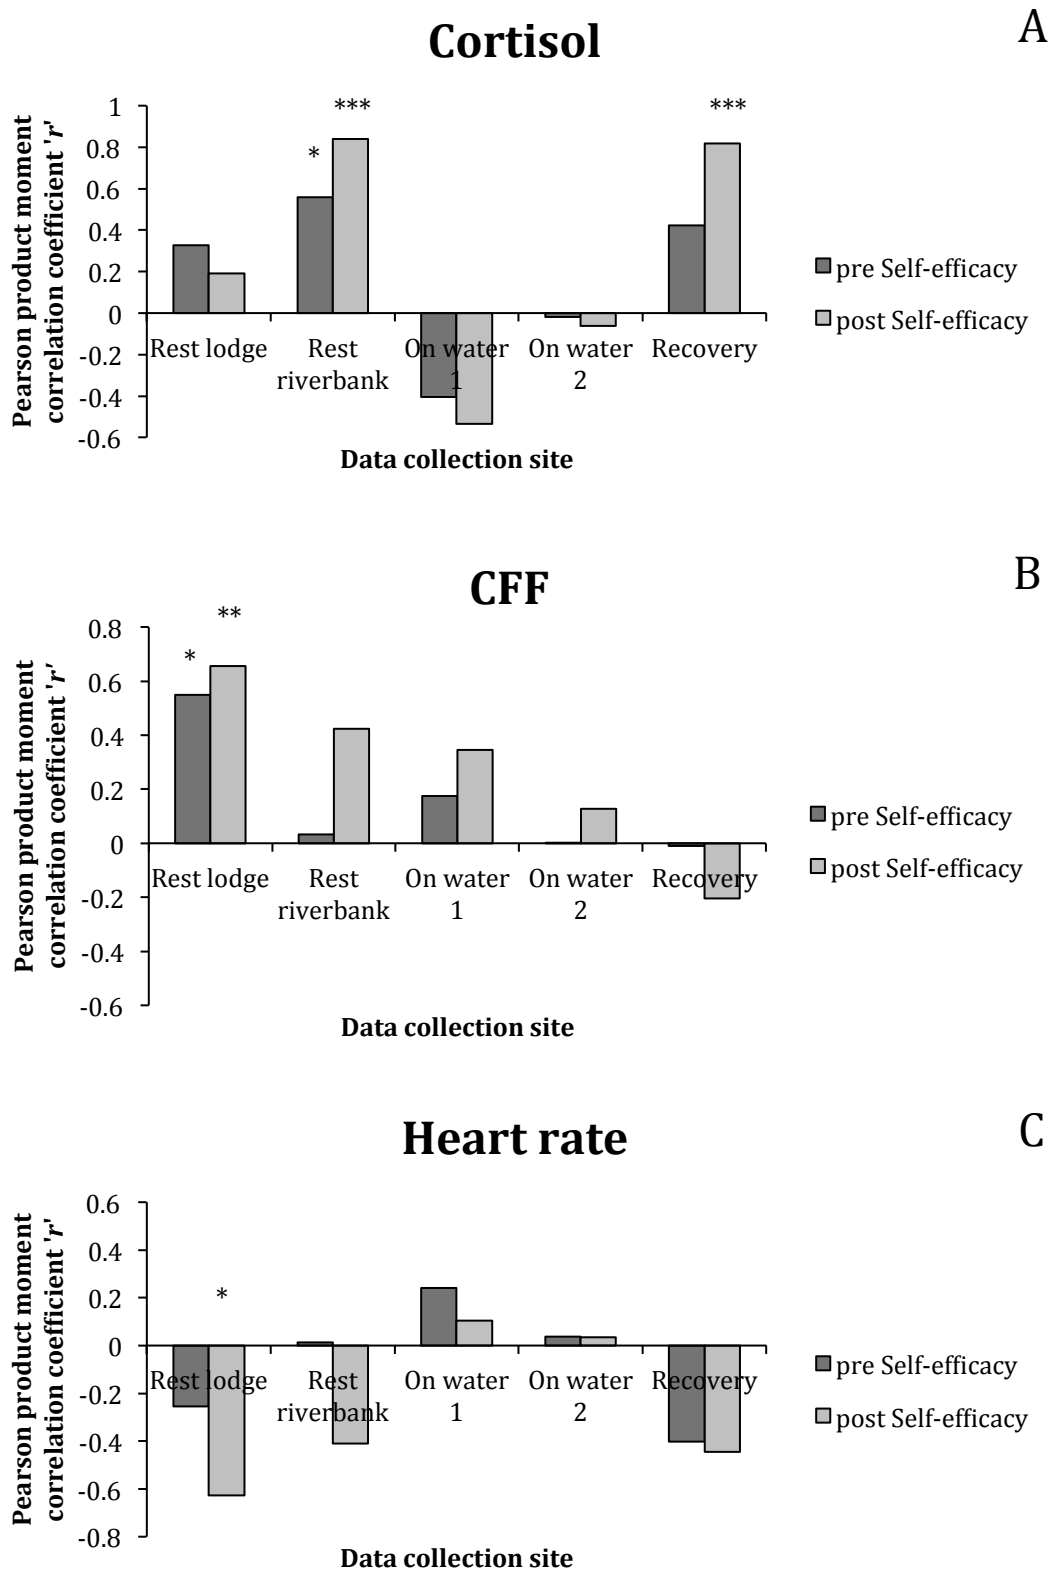 Cortisol
A
Pearson product moment
correlation coefficient 'r'
1
0.8
0.6
0.4
0.2
0
-0.2
-0.4
-0.6
*
***
***
Rest lodge
Rest
riverbank
On water
1
On water
2
Recovery
Data collection site
pre Self-efficacy
post Self-efficacy
CFF
B
Pearson product moment
correlation coefficient 'r'
0.8
0.6
0.4
0.2
0
-0.2
-0.4
-0.6
*
**
Rest lodge
Rest
riverbank
On water
1
On water
2
Recovery
Data collection site
pre Self-efficacy
post Self-efficacy
Heart rate
C
Pearson product moment
correlation coefficient 'r'
0.6
0.4
0.2
0
-0.2
-0.4
-0.6
-0.8
*
Rest lodge
Rest
riverbank
On water
1
On water
2
Recovery
Data collection site
pre Self-efficacy
post Self-efficacy